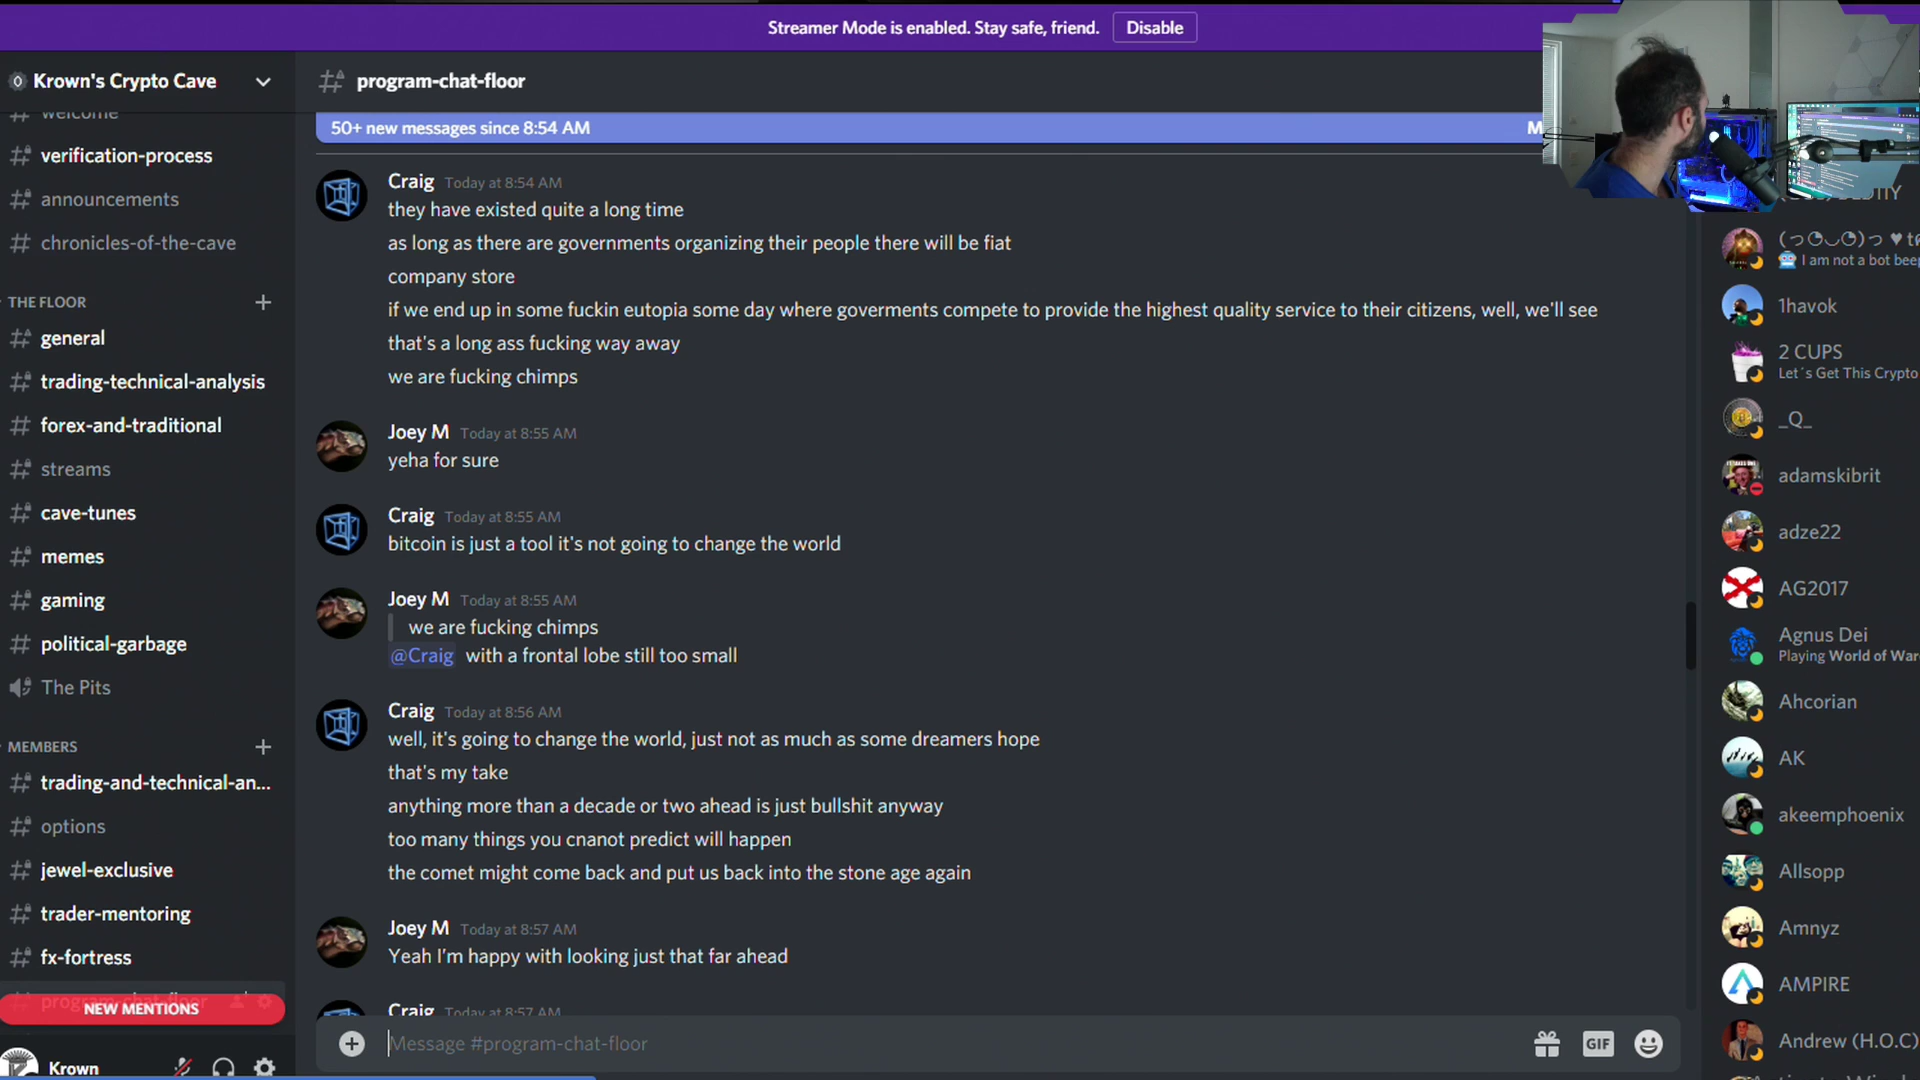 Streamer Mode is enabled. Stay safe, friend.
Disable
Krown's Crypto Cave
welcome
verification-process
announcements
chronicles-of-the-cave
THE FLOOR
general
trading-technical-analysis
forex-and-traditional
streams
cave-tunes
memes
gaming
political-garbage
The Pits
MEMBERS
trading-and-technical-an...
options
jewel-exclusive
trader-mentoring
fx-fortress
program-chat-floor
NEW MENTIONS
Krown
program-chat-floor
50+ new messages since 8:54 AM
Craig Today at 8:54 AM
they have existed quite a long time
as long as there are governments organizing their people there will be fiat
company store
if we end up in some fuckin eutopia some day where goverments compete to provide the highest quality service to their citizens, well, we'll see
that's a long ass fucking way away
we are fucking chimps
Joey M Today at 8:55 AM
yeha for sure
Craig Today at 8:55 AM
bitcoin is just a tool it's not going to change the world
Joey M Today at 8:55 AM
we are fucking chimps
@Craig with a frontal lobe still too small
Craig Today at 8:56 AM
well, it's going to change the world, just not as much as some dreamers hope
that's my take
anything more than a decade or two ahead is just bullshit anyway
too many things you cnanot predict will happen
the comet might come back and put us back into the stone age again
Joey M Today at 8:57 AM
Yeah I'm happy with looking just that far ahead
Craig Today at 8:57 AM
Message #program-chat-floor
GIF
I am not a bot beep
1havok
2 CUPS
Let´s Get This Crypto
_Q_
adamskibrit
adze22
AG2017
Agnus Dei
Playing World of War
Ahcorian
AK
akeemphoenix
Allsopp
Amnyz
AMPIRE
Andrew (H.O.C)